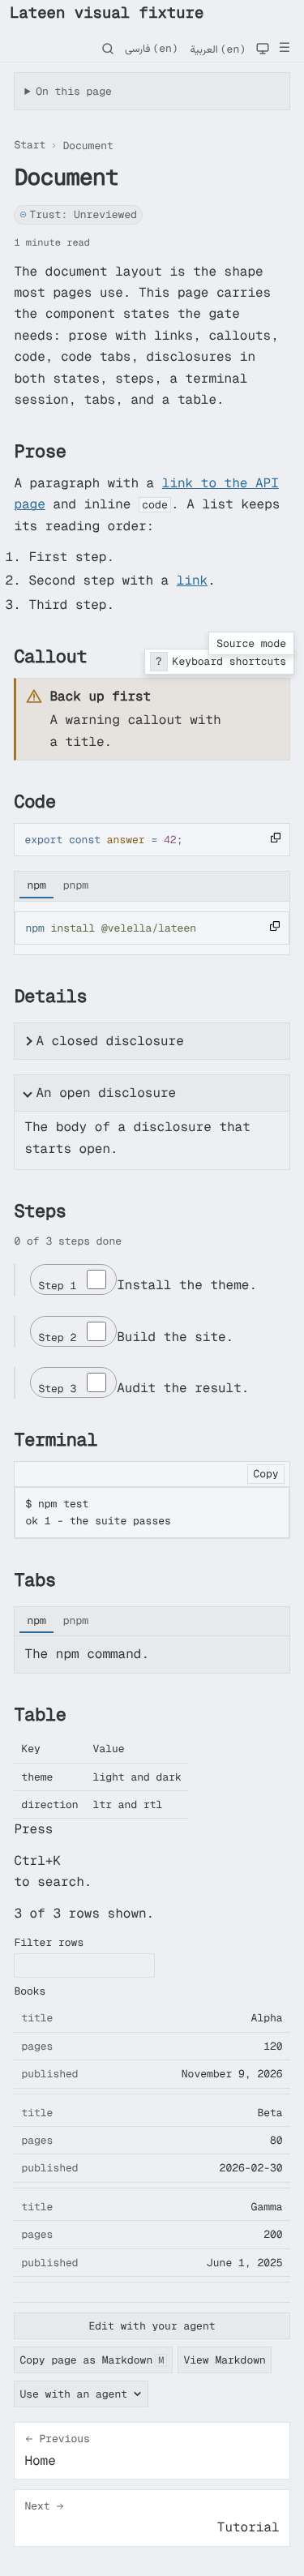 Lateen visual fixture
فارسی (en) العربية (en)
On this page
Start › Document
Document
Trust: Unreviewed
1 minute read
The document layout is the shape
most pages use. This page carries
the component states the gate
needs: prose with links, callouts,
code, code tabs, disclosures in
both states, steps, a terminal
session, tabs, and a table.
Prose
A paragraph with a link to the API
page and inline code. A list keeps
its reading order:
1. First step.
2. Second step with a link.
3. Third step.
Source mode
Callout
? Keyboard shortcuts
Back up first
A warning callout with
a title.
Code
export const answer = 42;
npm pnpm
npm install @velella/lateen
Details
A closed disclosure
An open disclosure
The body of a disclosure that
starts open.
Steps
0 of 3 steps done
Step 1 Install the theme.
Step 2 Build the site.
Step 3 Audit the result.
Terminal
Copy
$ npm test
ok 1 - the suite passes
Tabs
npm pnpm
The npm command.
Table
Key Value
theme light and dark
direction ltr and rtl
Press
Ctrl+K
to search.
3 of 3 rows shown.
Filter rows
Books
title Alpha
pages 120
published November 9, 2026
title Beta
pages 80
published 2026-02-30
title Gamma
pages 200
published June 1, 2025
Edit with your agent
Copy page as Markdown M View Markdown
Use with an agent
← Previous
Home
Next →
Tutorial